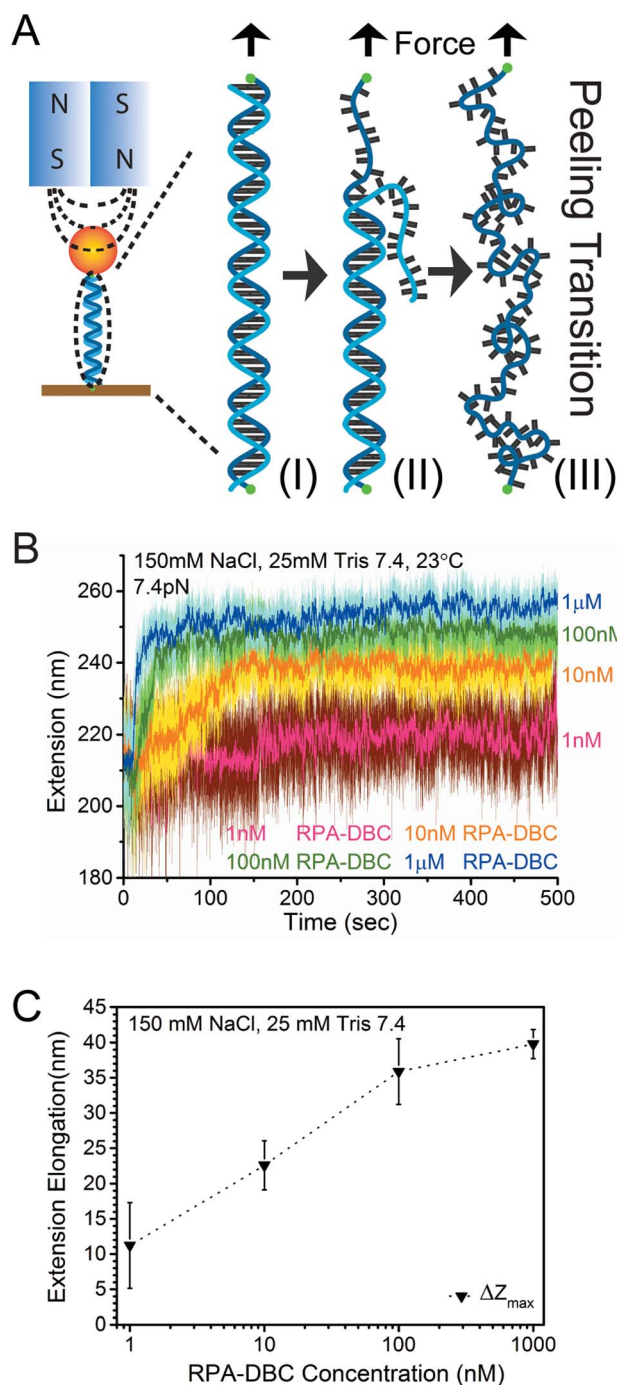 A
Force
N S
S N
Peeling Transition
(I) (II) (III)
B
150mM NaCl, 25mM Tris 7.4, 23°C
7.4pN
260
240
220
200
180
Extension (nm)
1μM
100nM
10nM
1nM
1nM RPA-DBC 10nM RPA-DBC
100nM RPA-DBC 1μM RPA-DBC
0 100 200 300 400 500
Time (sec)
C
150 mM NaCl, 25 mM Tris 7.4
45
40
35
30
25
20
15
10
5
0
Extension Elongation(nm)
ΔZmax
1 10 100 1000
RPA-DBC Concentration (nM)